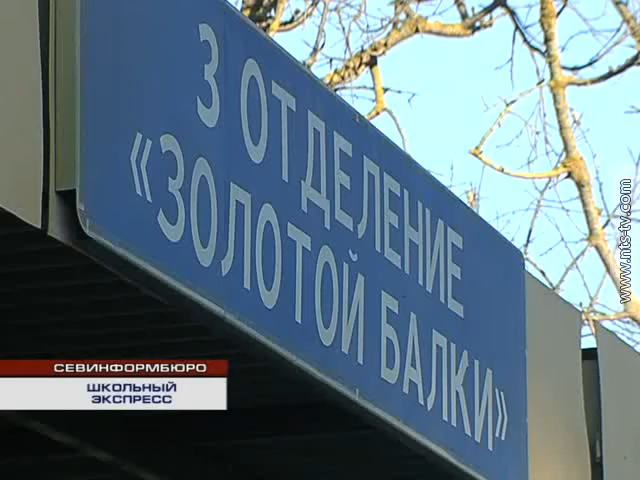 3 ОТДЕЛЕНИЕ
«ЗОЛОТОЙ БАЛКИ»
www.nts-tv.com
СЕВИНФОРМБЮРО
ШКОЛЬНЫЙ
ЭКСПРЕСС